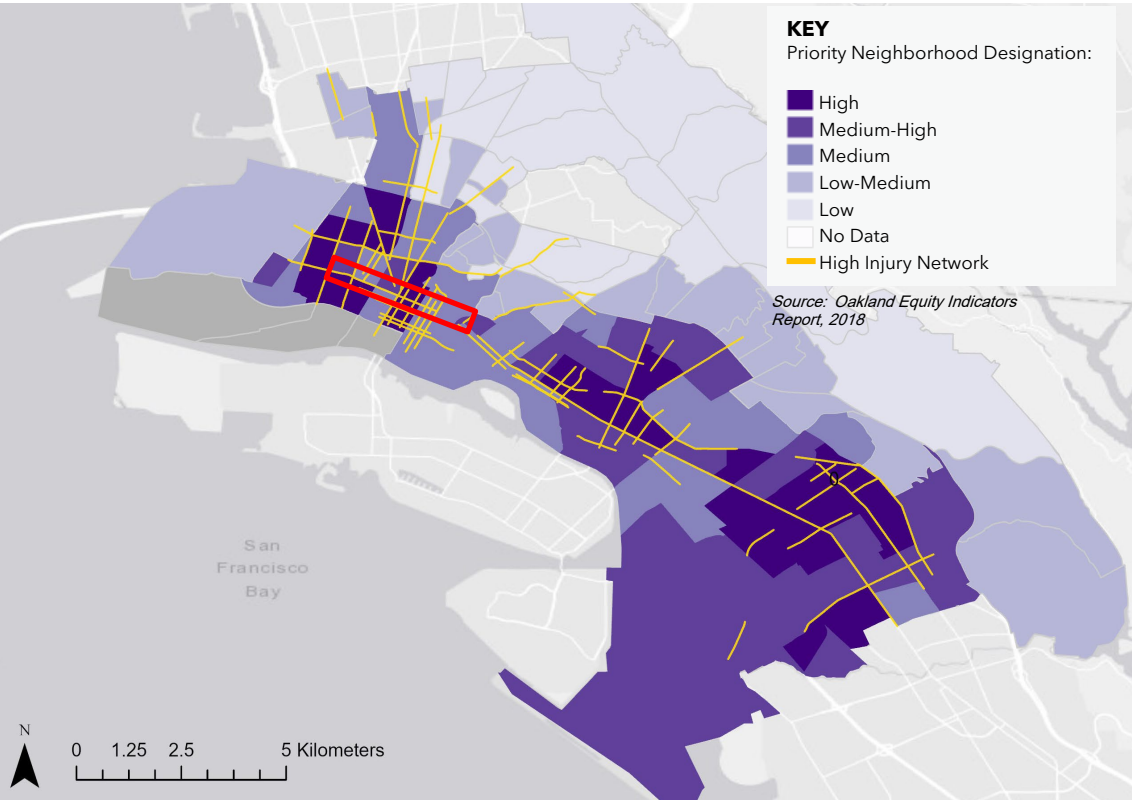 KEY
Priority Neighborhood Designation:
High
Medium-High
Medium
Low-Medium
Low
No Data
High Injury Network
Source: Oakland Equity Indicators
Report, 2018
0
San
Francisco
Bay
N
0 1.25 2.5 5 Kilometers